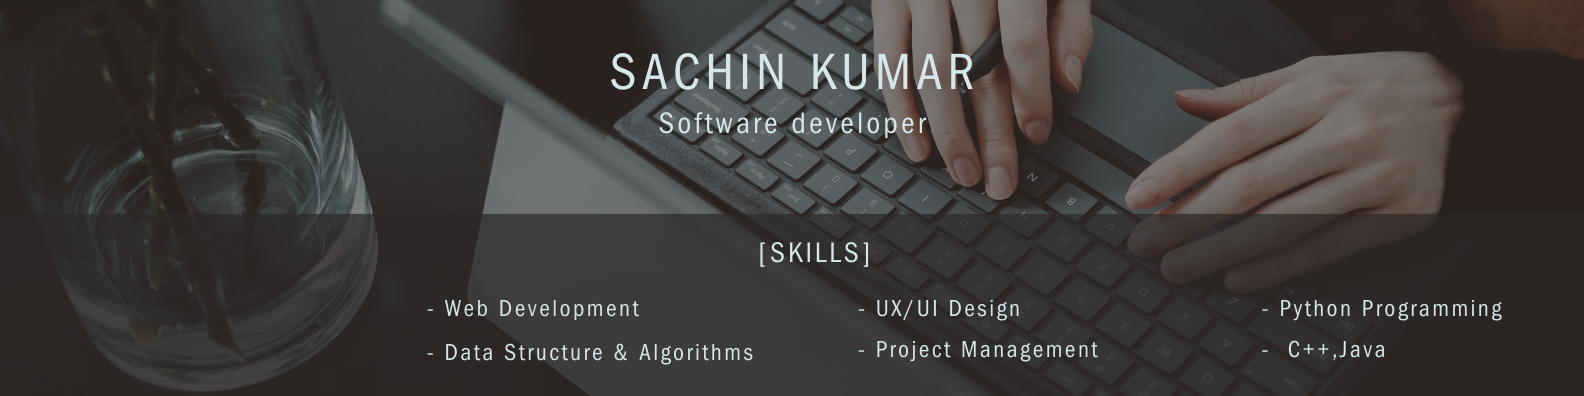 SACHIN KUMAR
Software developer
[SKILLS]
- Web Development
- UX/UI Design
- Python Programming
- Data Structure & Algorithms
- Project Management
- C++,Java